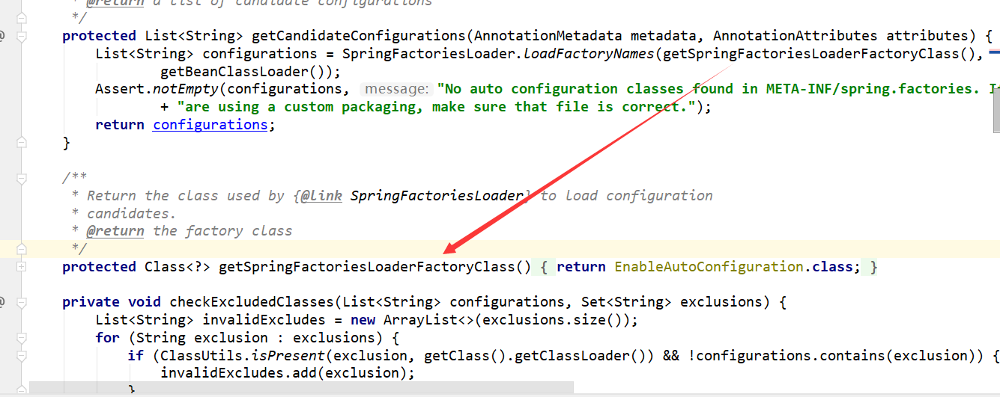 * @return a list of candidate configurations
*/
protected List<String> getCandidateConfigurations(AnnotationMetadata metadata, AnnotationAttributes attributes) {
List<String> configurations = SpringFactoriesLoader.loadFactoryNames(getSpringFactoriesLoaderFactoryClass(),
getBeanClassLoader());
Assert.notEmpty(configurations, message: "No auto configuration classes found in META-INF/spring.factories. I
+ "are using a custom packaging, make sure that file is correct.");
return configurations;
}
/**
* Return the class used by {@link SpringFactoriesLoader} to load configuration
* candidates.
* @return the factory class
*/
protected Class<?> getSpringFactoriesLoaderFactoryClass() { return EnableAutoConfiguration.class; }
private void checkExcludedClasses(List<String> configurations, Set<String> exclusions) {
List<String> invalidExcludes = new ArrayList<>(exclusions.size());
for (String exclusion : exclusions) {
if (ClassUtils.isPresent(exclusion, getClass().getClassLoader()) && !configurations.contains(exclusion)) {
invalidExcludes.add(exclusion);
}